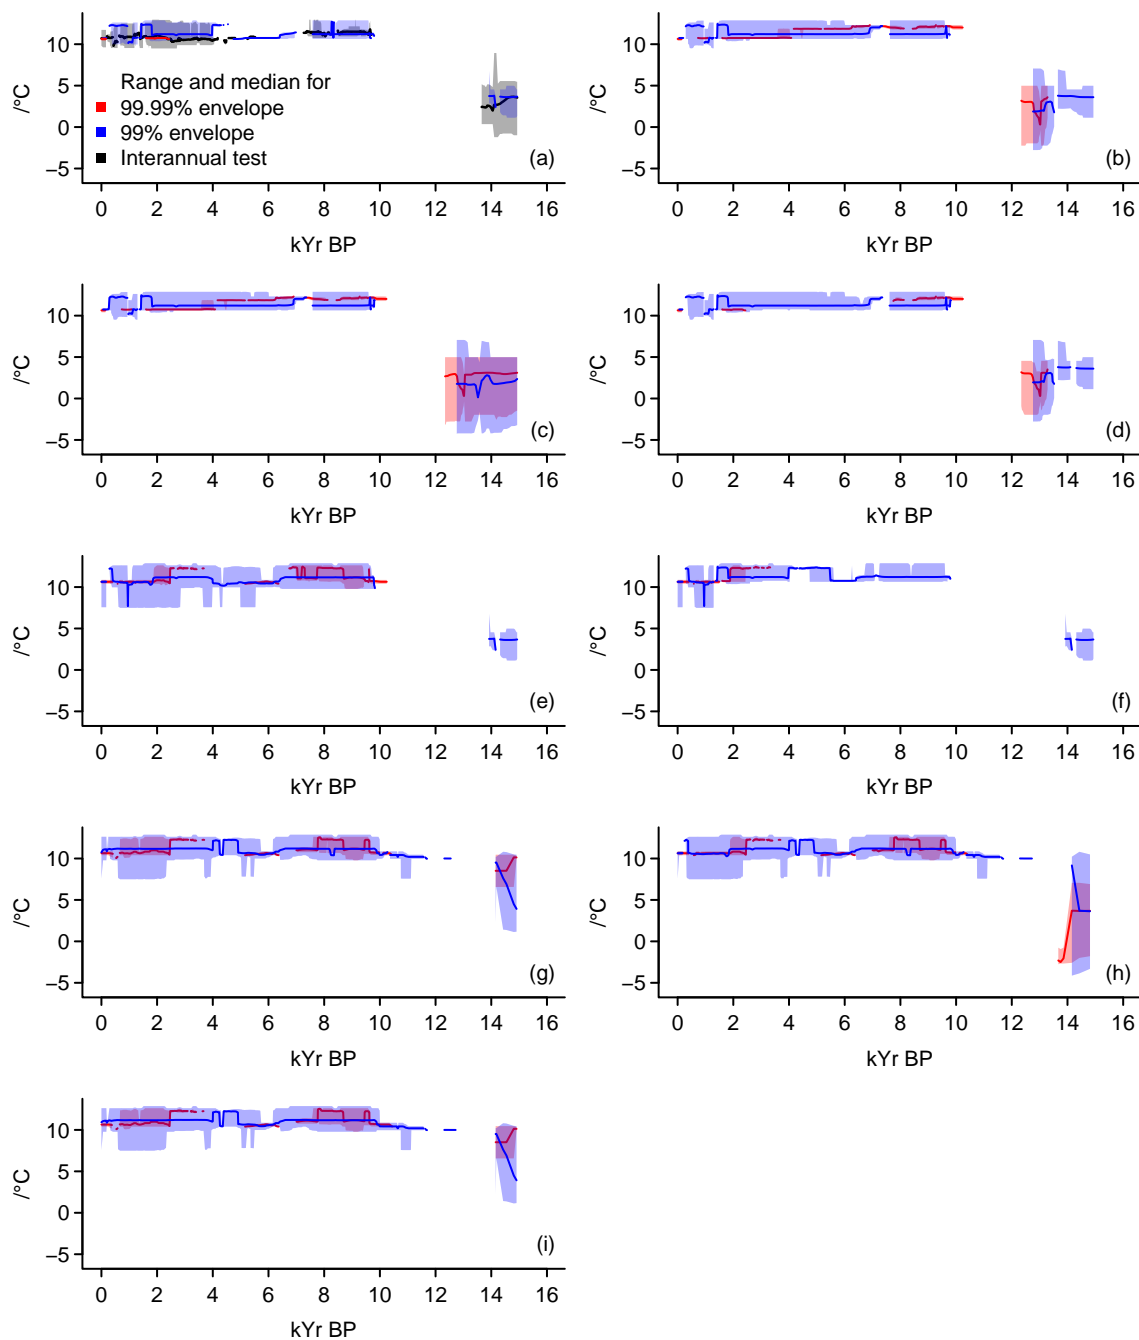 10
5
0
−5
/°C
Range and median for
99.99% envelope
99% envelope
Interannual test
(a)
0 2 4 6 8 10 12 14 16
kYr BP
10
5
0
−5
/°C
(b)
0 2 4 6 8 10 12 14 16
kYr BP
10
5
0
−5
/°C
(c)
0 2 4 6 8 10 12 14 16
kYr BP
10
5
0
−5
/°C
(d)
0 2 4 6 8 10 12 14 16
kYr BP
10
5
0
−5
/°C
(e)
0 2 4 6 8 10 12 14 16
kYr BP
10
5
0
−5
/°C
(f)
0 2 4 6 8 10 12 14 16
kYr BP
10
5
0
−5
/°C
(g)
0 2 4 6 8 10 12 14 16
kYr BP
10
5
0
−5
/°C
(h)
0 2 4 6 8 10 12 14 16
kYr BP
10
5
0
−5
/°C
(i)
0 2 4 6 8 10 12 14 16
kYr BP